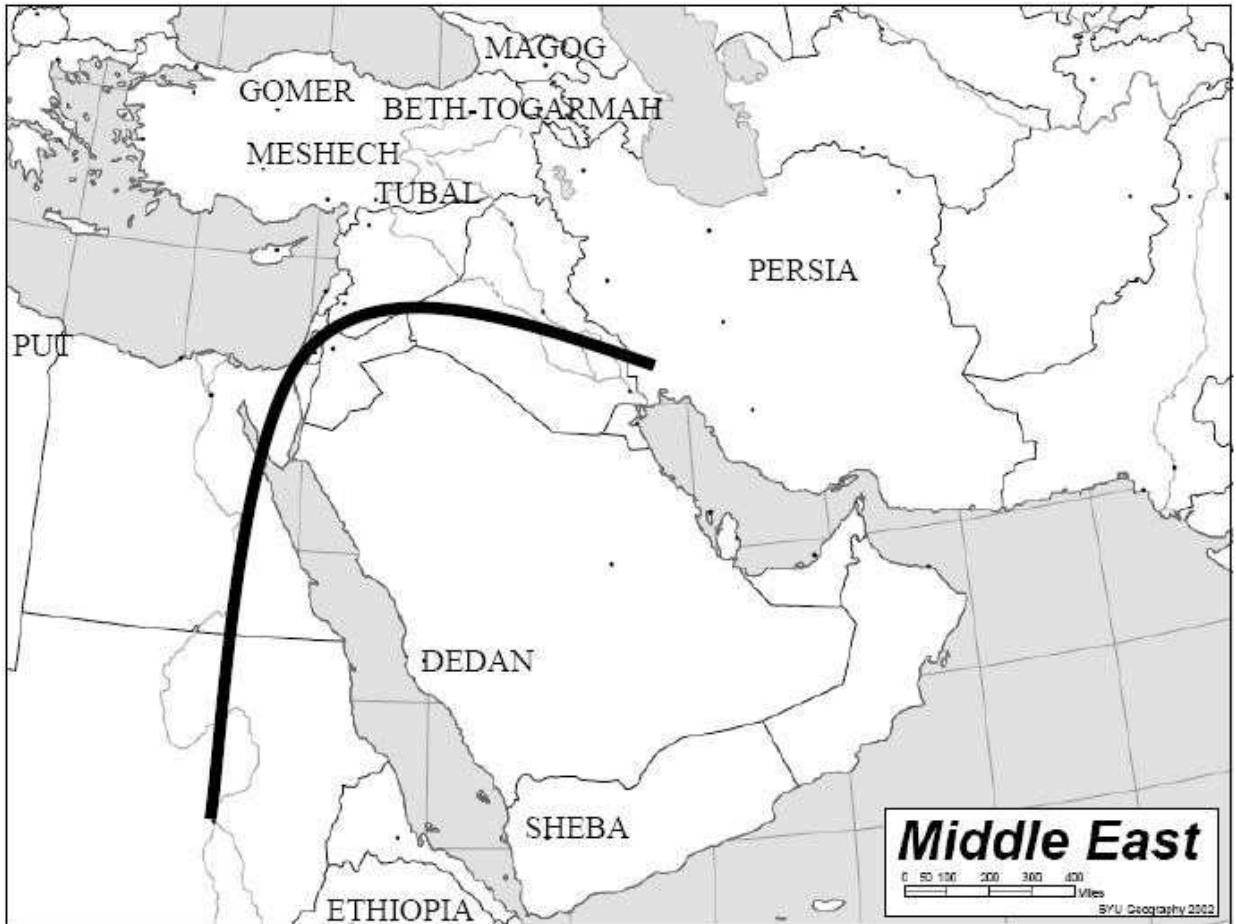 MAGOG
GOMER
BETH-TOGARMAH
MESHECH
TUBAL
PERSIA
PUT
DEDAN
SHEBA
ETHIOPIA
Middle East
0 50 100 200 300 400
Miles
BYU Geography 2002